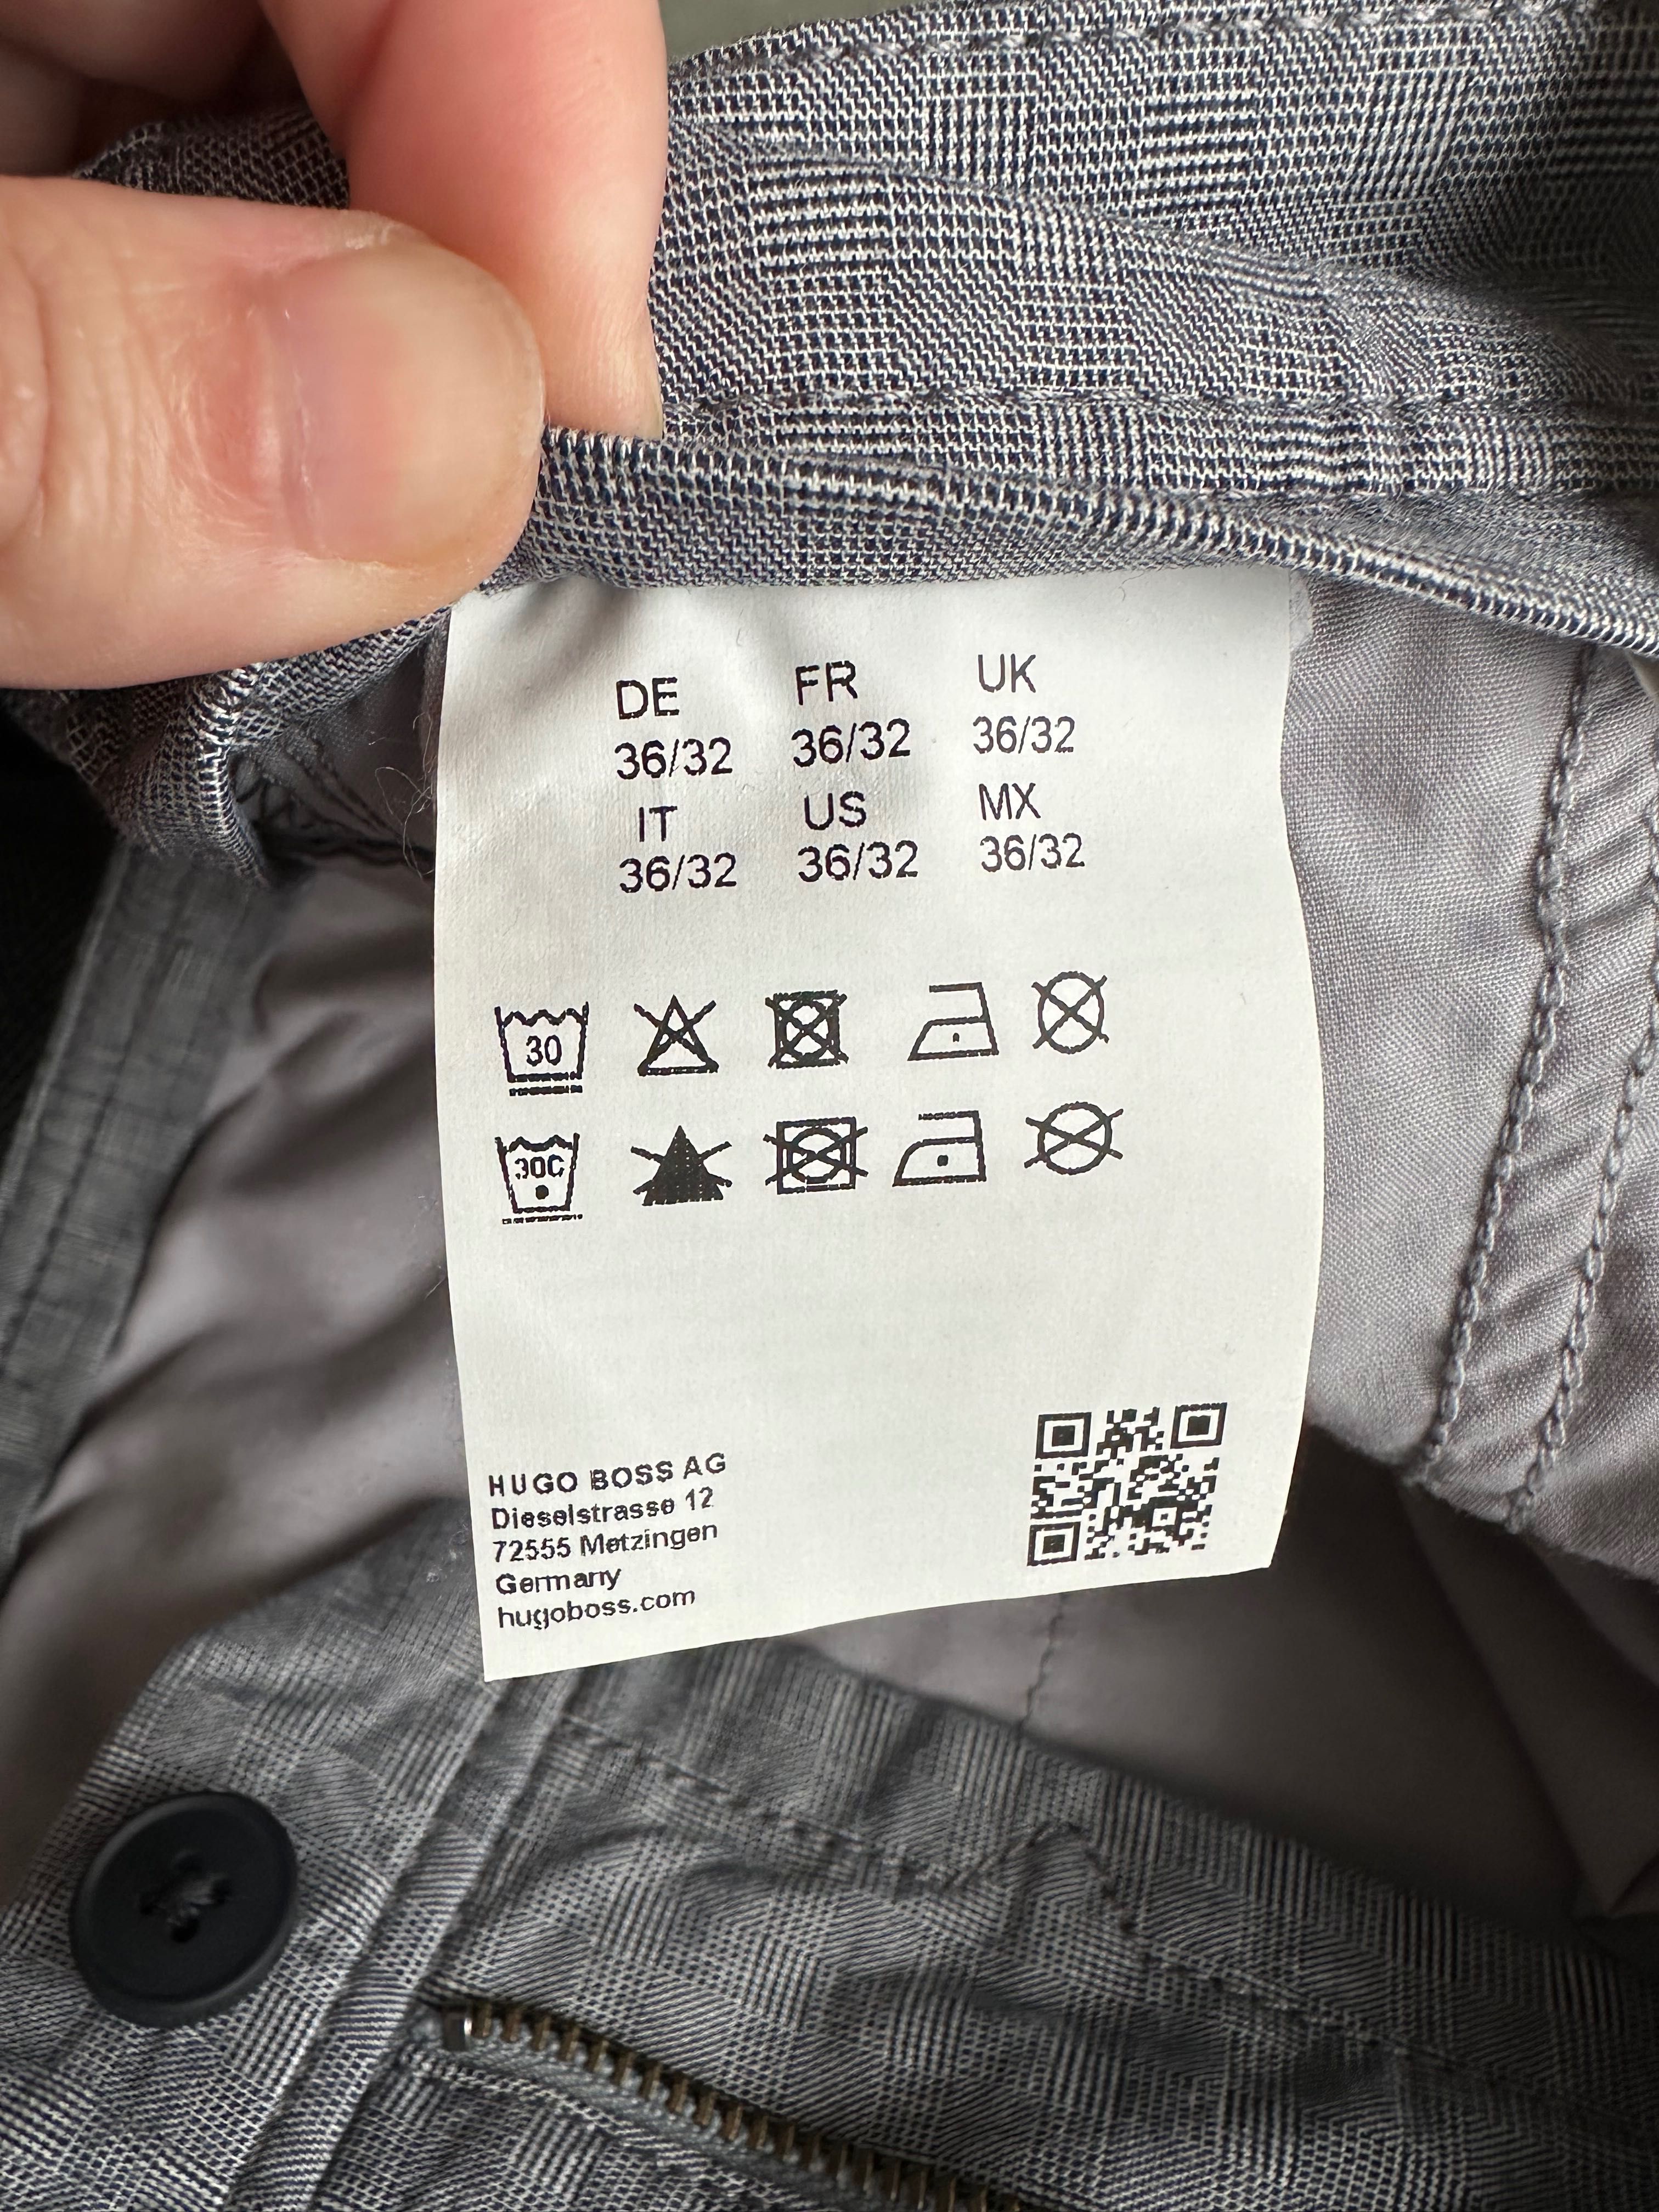 DE FR UK
36/32 36/32 36/32
IT US MX
36/32 36/32 36/32
30
30C
HUGO BOSS AG
Dieselstrasse 12
72555 Metzingen
Germany
hugoboss.com